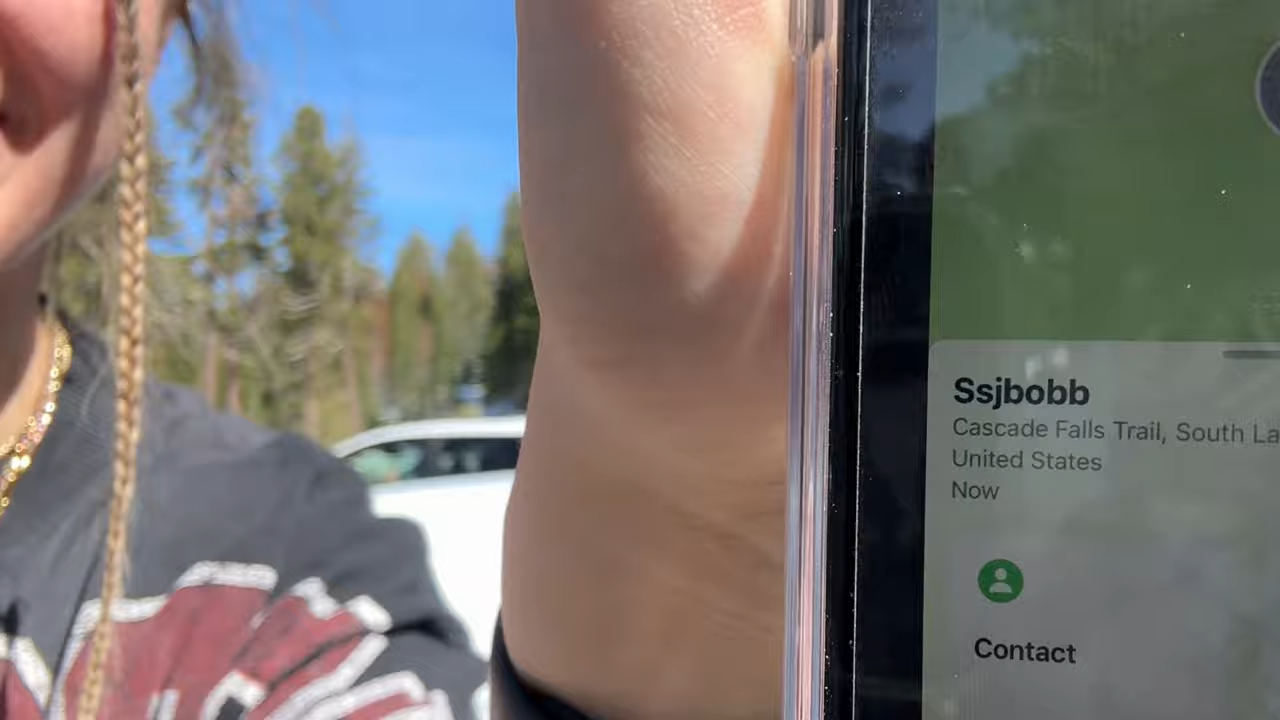 Ssjbobb
Cascade Falls Trail, South La
United States
Now
Contact